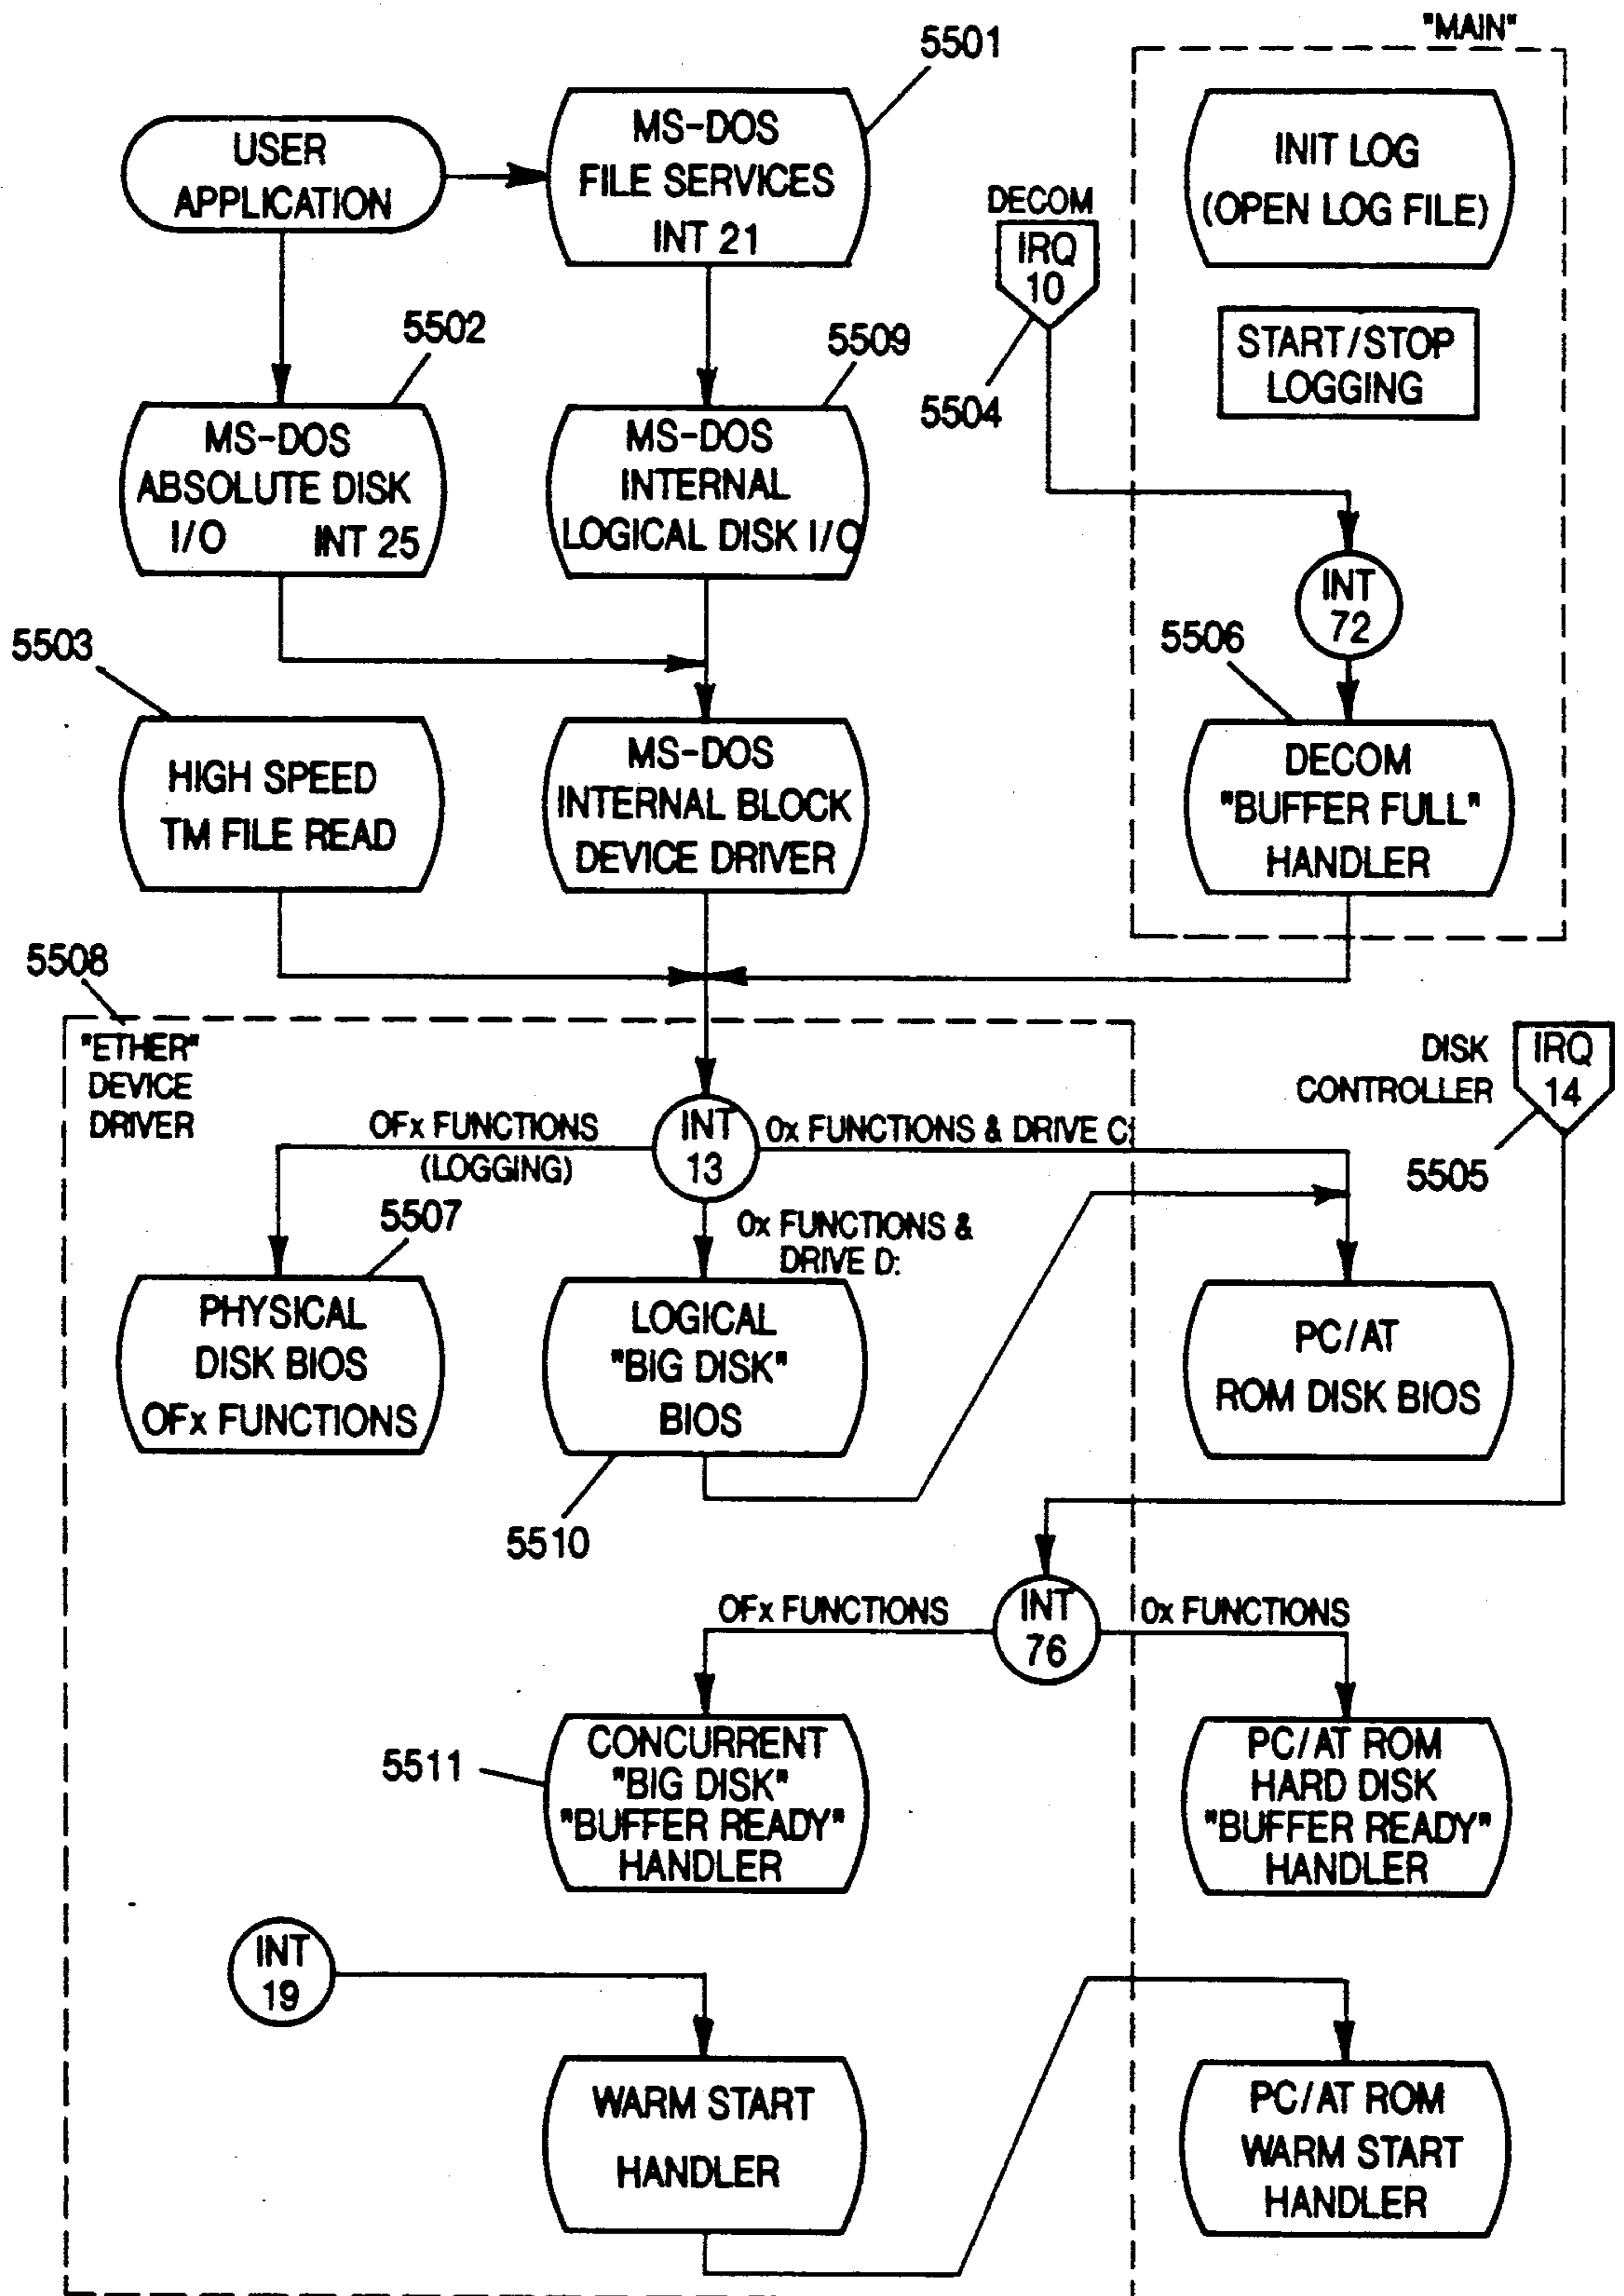 "MAIN"
5501
USER
APPLICATION
MS-DOS
FILE SERVICES
INT 21
INIT LOG
(OPEN LOG FILE)
DECOM
IRQ
10
5504
START/STOP
LOGGING
5502
MS-DOS
ABSOLUTE DISK
I/O INT 25
5509
MS-DOS
INTERNAL
LOGICAL DISK I/O
INT
72
5503
HIGH SPEED
TM FILE READ
MS-DOS
INTERNAL BLOCK
DEVICE DRIVER
5506
DECOM
"BUFFER FULL"
HANDLER
5508
"ETHER"
DEVICE
DRIVER
DISK
CONTROLLER
IRQ
14
5505
OFx FUNCTIONS
(LOGGING)
INT
13
0x FUNCTIONS & DRIVE C:
0x FUNCTIONS &
DRIVE D:
5507
PHYSICAL
DISK BIOS
OFx FUNCTIONS
LOGICAL
"BIG DISK"
BIOS
5510
PC/AT
ROM DISK BIOS
OFx FUNCTIONS
INT
76
0x FUNCTIONS
5511
CONCURRENT
"BIG DISK"
"BUFFER READY"
HANDLER
PC/AT ROM
HARD DISK
"BUFFER READY"
HANDLER
INT
19
WARM START
HANDLER
PC/AT ROM
WARM START
HANDLER